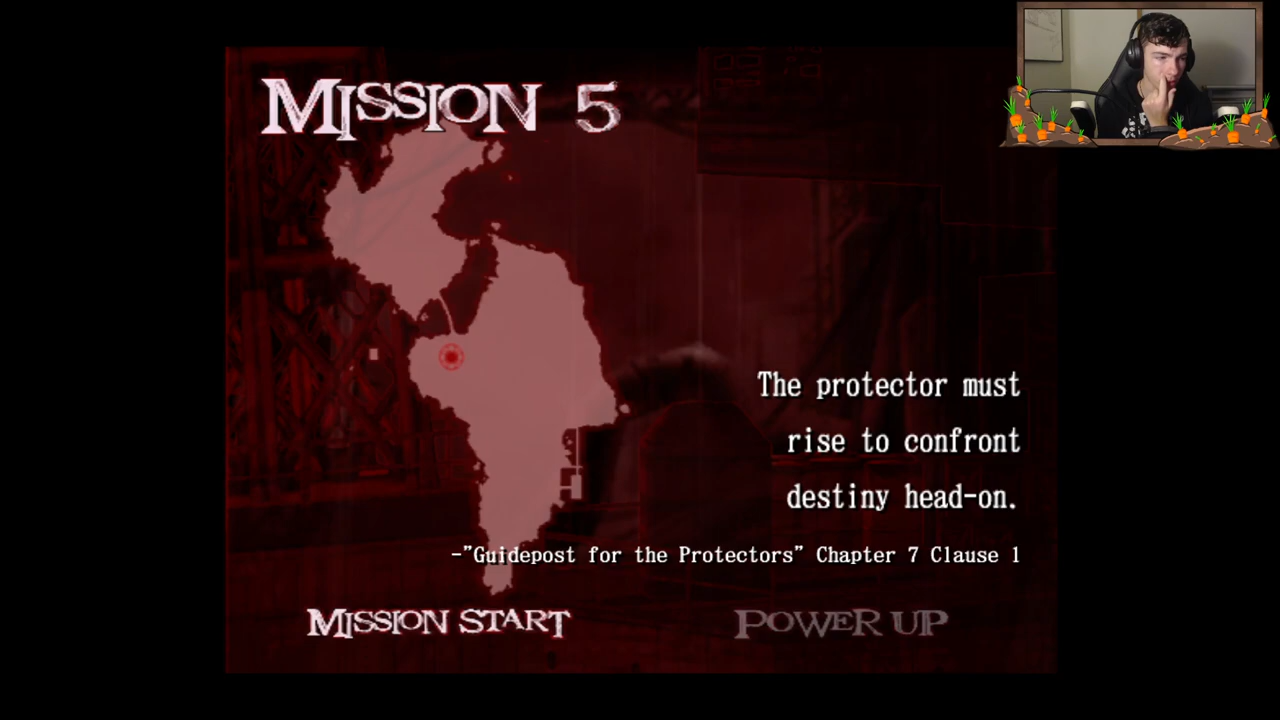 MISSION 5
The protector must
rise to confront
destiny head-on.
-"Guidepost for the Protectors" Chapter 7 Clause 1
MISSION START
POWER UP